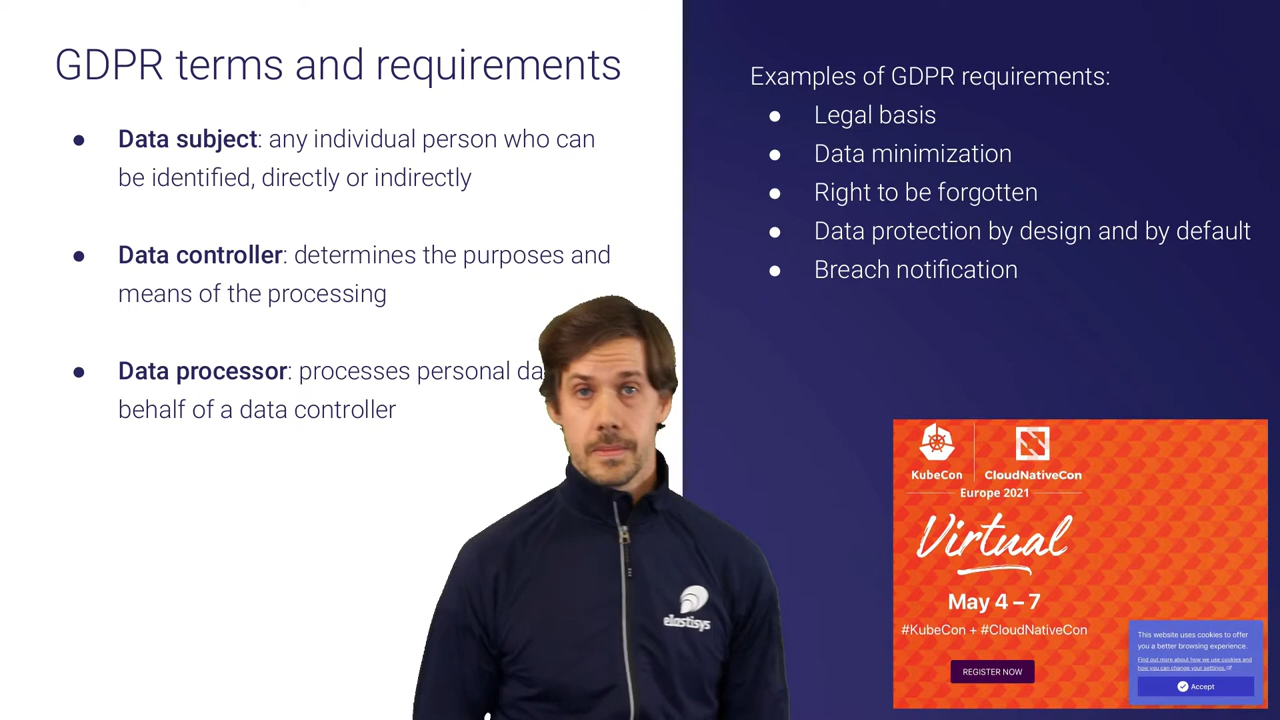 GDPR terms and requirements
● Data subject: any individual person who can
be identified, directly or indirectly
● Data controller: determines the purposes and
means of the processing
● Data processor: processes personal
behalf of a data controller
Examples of GDPR requirements:
● Legal basis
● Data minimization
● Right to be forgotten
● Data protection by design and by default
● Breach notification
elastisys
KubeCon
CloudNativeCon
Europe 2021
Virtual
May 4 – 7
#KubeCon + #CloudNativeCon
REGISTER NOW
This website uses cookies to offer
you a better browsing experience.
Find out more about how we use cookies and
how you can change your settings.
Accept